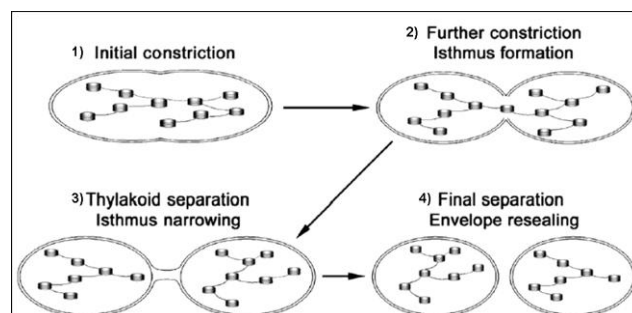 1) Initial constriction
2) Further constriction
Isthmus formation
3) Thylakoid separation
Isthmus narrowing
4) Final separation
Envelope resealing